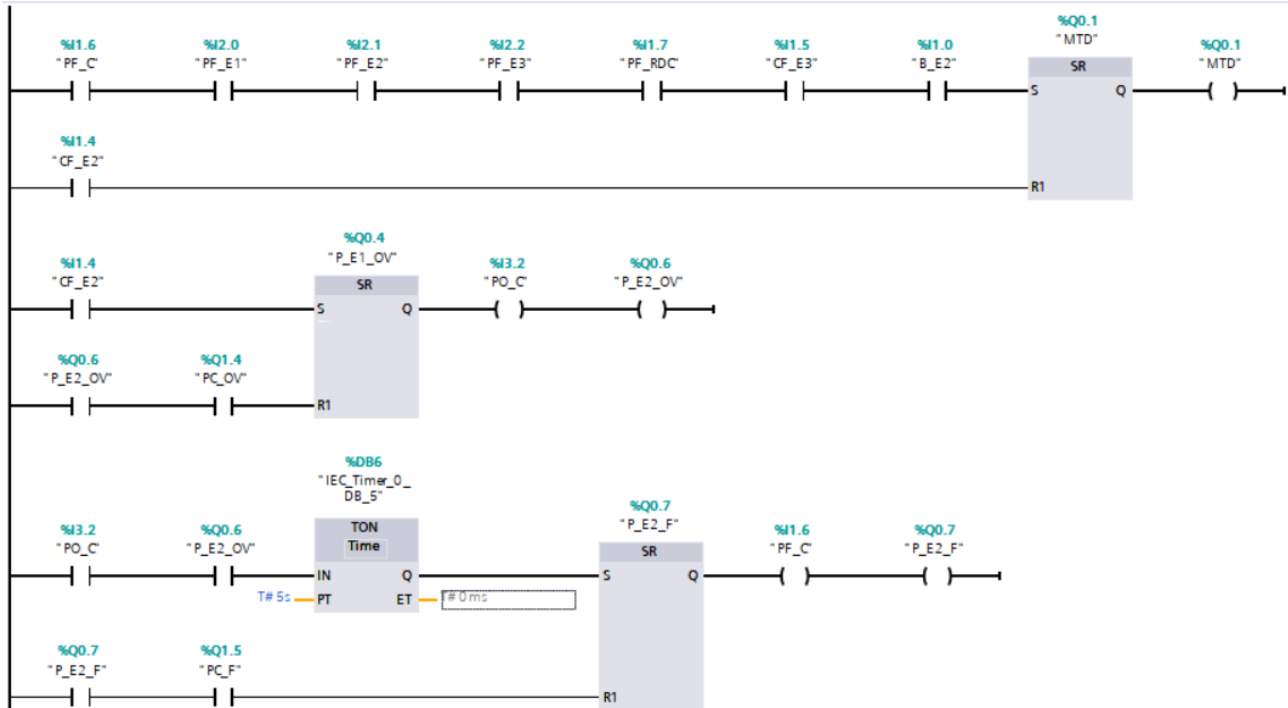 %Q0.1
"MTD"
%I1.6 %I2.0 %I2.1 %I2.2 %I1.7 %I1.5 %I1.0 %Q0.1
"PF_C" "PF_E1" "PF_E2" "PF_E3" "PF_RDC" "CF_E3" "B_E2" SR "MTD"
S Q
%I1.4
"CF_E2"
R1
%Q0.4
"P_E1_OV"
%I1.4 %I3.2 %Q0.6
"CF_E2" SR "PO_C" "P_E2_OV"
S Q
%Q0.6 %Q1.4
"P_E2_OV" "PC_OV"
R1
%DB6
"IEC_Timer_0_
DB_5"
%Q0.7
"P_E2_F"
%I3.2 %Q0.6 TON %I1.6 %Q0.7
"PO_C" "P_E2_OV" Time SR "PF_C" "P_E2_F"
IN Q S Q
T# 5s PT ET T# 0ms
%Q0.7 %Q1.5
"P_E2_F" "PC_F"
R1